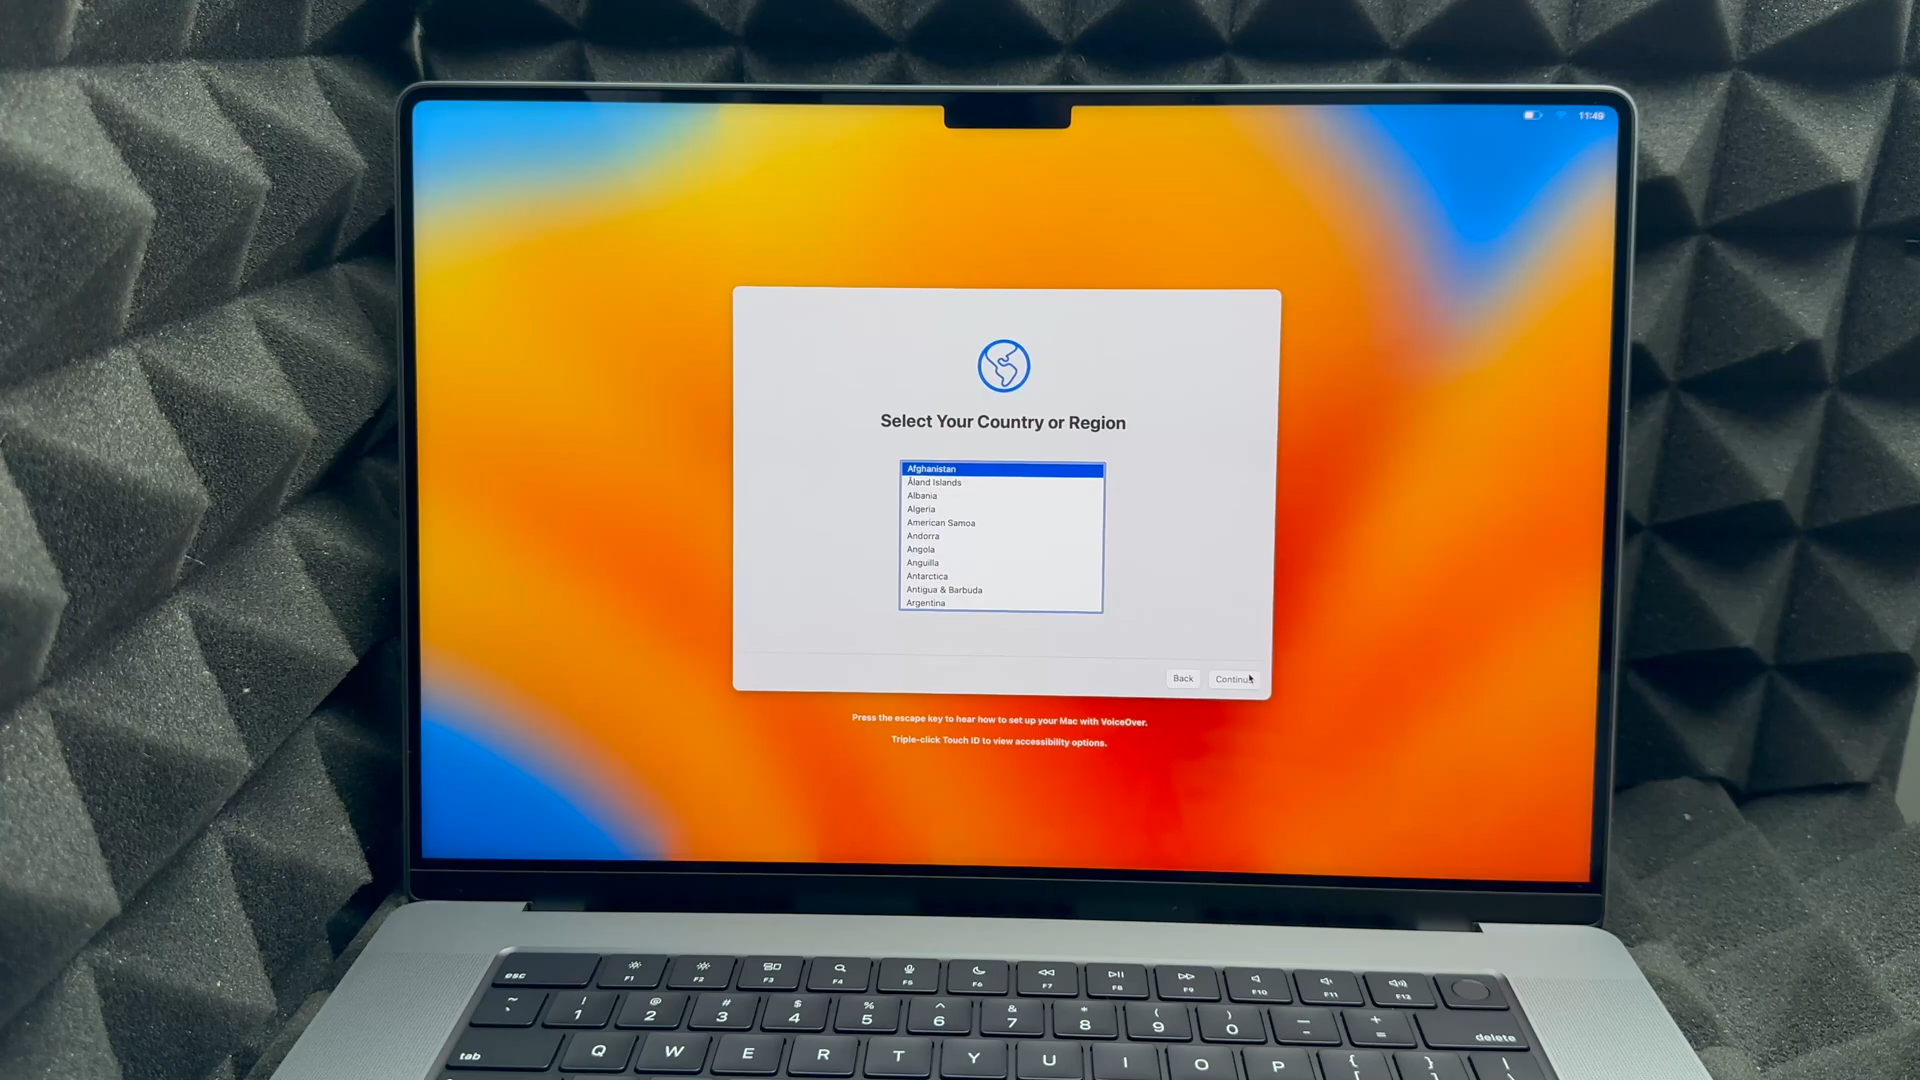 11:49
Select Your Country or Region
Afghanistan
Åland Islands
Albania
Algeria
American Samoa
Andorra
Angola
Anguilla
Antarctica
Antigua & Barbuda
Argentina
Back Continue
Press the escape key to hear how to set up your Mac with VoiceOver.
Triple-click Touch ID to view accessibility options.
esc F1 F2 F3 F4 F5 F6 F7 F8 F9 F10 F11 F12
~ ! @ # $ % ^ & * ( ) — +
` 1 2 3 4 5 6 7 8 9 0 - = delete
tab Q W E R T Y U I O P { }
[ ]